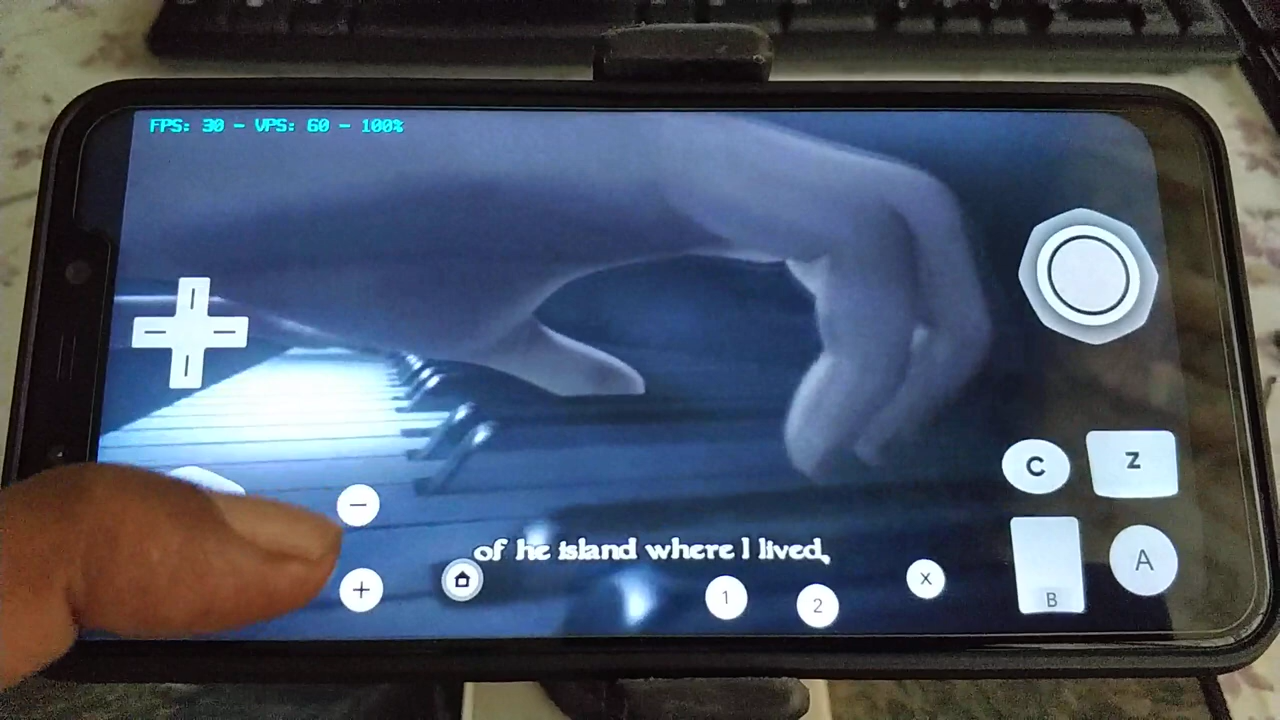 FPS: 30 - VPS: 60 - 100%
C
Z
of he island where I lived,
1
2
X
B
A